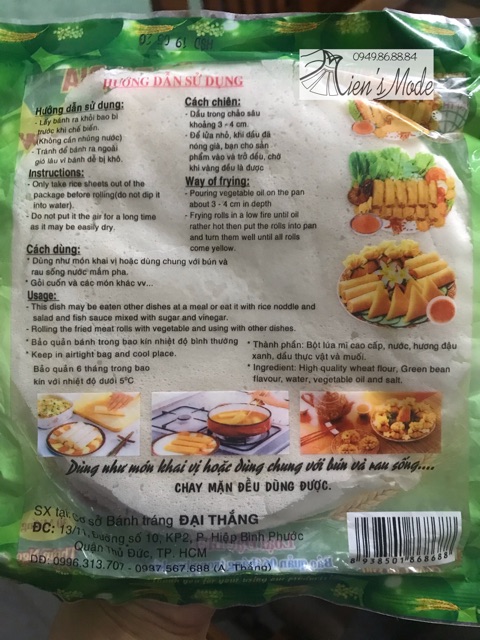 0949.86.88.84
Kien's Mode
HƯỚNG DẪN SỬ DỤNG
Hướng dẫn sử dụng:
- Lấy bánh ra khỏi bao bì
trước khi chế biến.
(Không cần nhúng nước)
- Tránh để bánh ra ngoài
gió lâu vì bánh dễ bị khô.
Instructions:
- Only take rice sheets out of the
package before rolling(do not dip it
into water).
- Do not put it the air for a long time
as it may be easily dry.
Cách chiên:
- Dầu trong chảo sâu
khoảng 3 - 4 cm
- Để lửa nhỏ, khi dầu đã
nóng già, bạn cho sản
phẩm vào và trở đều, chờ
khi vàng đều là được
Way of frying:
- Pouring vegetable oil on the pan
about 3 - 4 cm in depth
- Frying rolls in a low fire until oil
rather hot then put the rolls into pan
and turn them well until all rolls
come yellow.
Cách dùng:
* Dùng như món khai vị hoặc dùng chung với bún và
rau sống nước mắm pha.
* Gỏi cuốn và các món khác vv...
Usage:
- This dish may be eaten other dishes at a meal or eat it with rice noddle and
salad and fish sauce mixed with sugar and vinegar.
- Rolling the fried meat rolls with vegetable and using with other dishes.
* Bảo quản bánh trong bao kín nhiệt độ bình thường
* Keep in airtight bag and cool place.
Bảo quản 6 tháng trong bao
kín với nhiệt độ dưới 5ºC
* Thành phần: Bột lúa mì cao cấp, nước, hương đậu
xanh, dầu thực vật và muối.
* Ingredient: High quality wheat flour, Green bean
flavour, water, vegetable oil and salt.
Dùng như món khai vị hoặc dùng chung với bún và rau sống....
CHAY MẶN ĐỀU DÙNG ĐƯỢC.
SX tại: Cơ sở Bánh tráng ĐẠI THẮNG
ĐC: 13/11, Đường số 10, KP2, P. Hiệp Bình Phước
Quận Thủ Đức, TP. HCM
DĐ: 0996.313.701 - 0937.567.688 (A. Thắng)
8 938501 868688